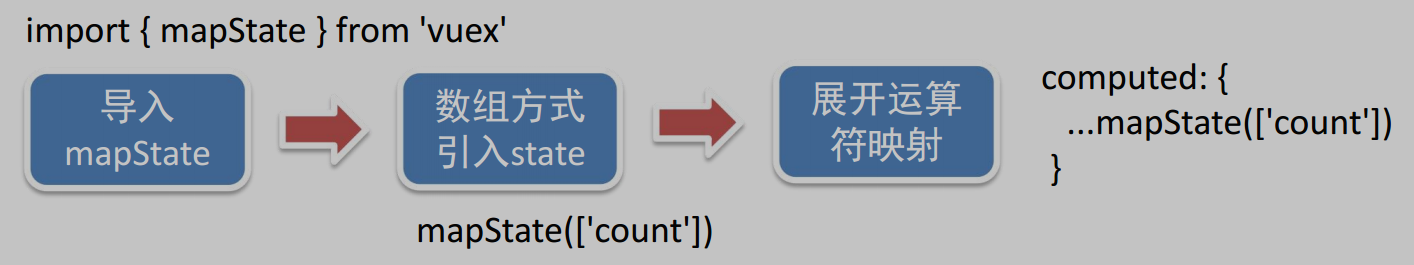 import { mapState } from 'vuex'
导入
mapState
数组方式
引入state
mapState(['count'])
展开运算
符映射
computed: {
...mapState(['count'])
}